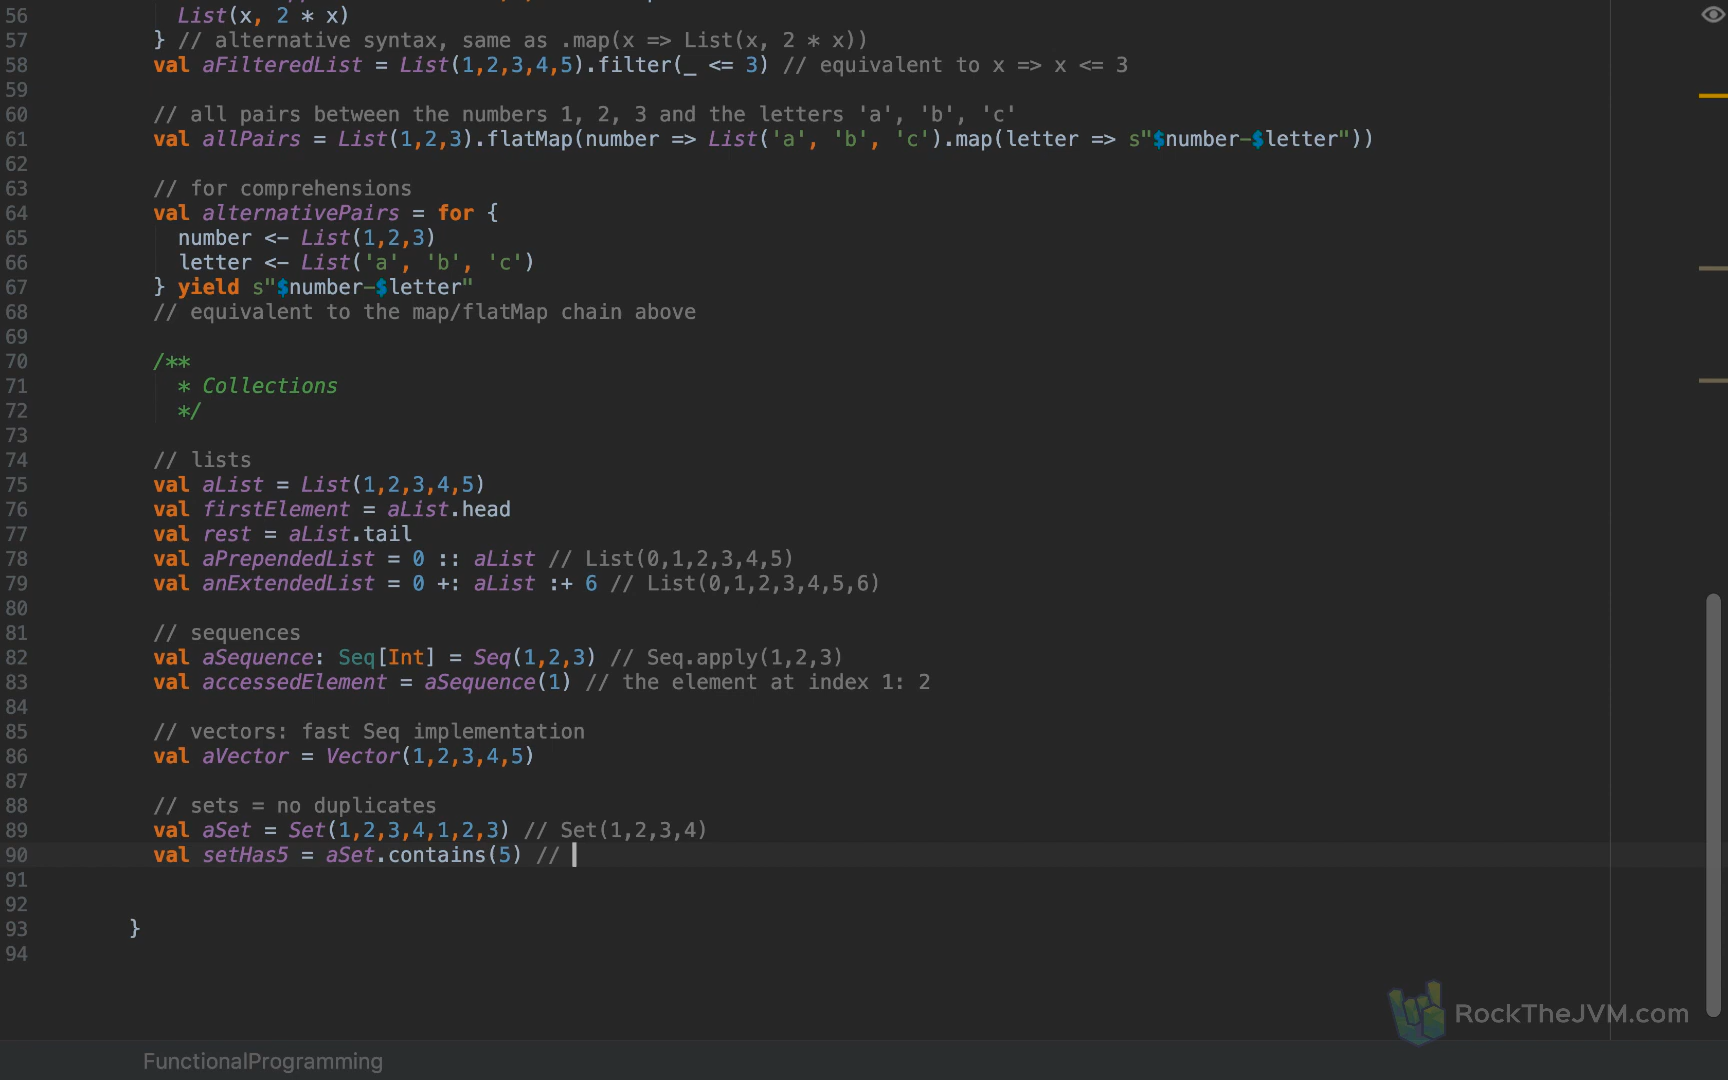 56 List(x, 2 * x)
57 } // alternative syntax, same as .map(x => List(x, 2 * x))
58 val aFilteredList = List(1,2,3,4,5).filter(_ <= 3) // equivalent to x => x <= 3
59
60 // all pairs between the numbers 1, 2, 3 and the letters 'a', 'b', 'c'
61 val allPairs = List(1,2,3).flatMap(number => List('a', 'b', 'c').map(letter => s"$number-$letter"))
62
63 // for comprehensions
64 val alternativePairs = for {
65 number <- List(1,2,3)
66 letter <- List('a', 'b', 'c')
67 } yield s"$number-$letter"
68 // equivalent to the map/flatMap chain above
69
70 /**
71 * Collections
72 */
73
74 // lists
75 val aList = List(1,2,3,4,5)
76 val firstElement = aList.head
77 val rest = aList.tail
78 val aPrependedList = 0 :: aList // List(0,1,2,3,4,5)
79 val anExtendedList = 0 +: aList :+ 6 // List(0,1,2,3,4,5,6)
80
81 // sequences
82 val aSequence: Seq[Int] = Seq(1,2,3) // Seq.apply(1,2,3)
83 val accessedElement = aSequence(1) // the element at index 1: 2
84
85 // vectors: fast Seq implementation
86 val aVector = Vector(1,2,3,4,5)
87
88 // sets = no duplicates
89 val aSet = Set(1,2,3,4,1,2,3) // Set(1,2,3,4)
90 val setHas5 = aSet.contains(5) //
91
92
93 }
94
RockTheJVM.com
FunctionalProgramming